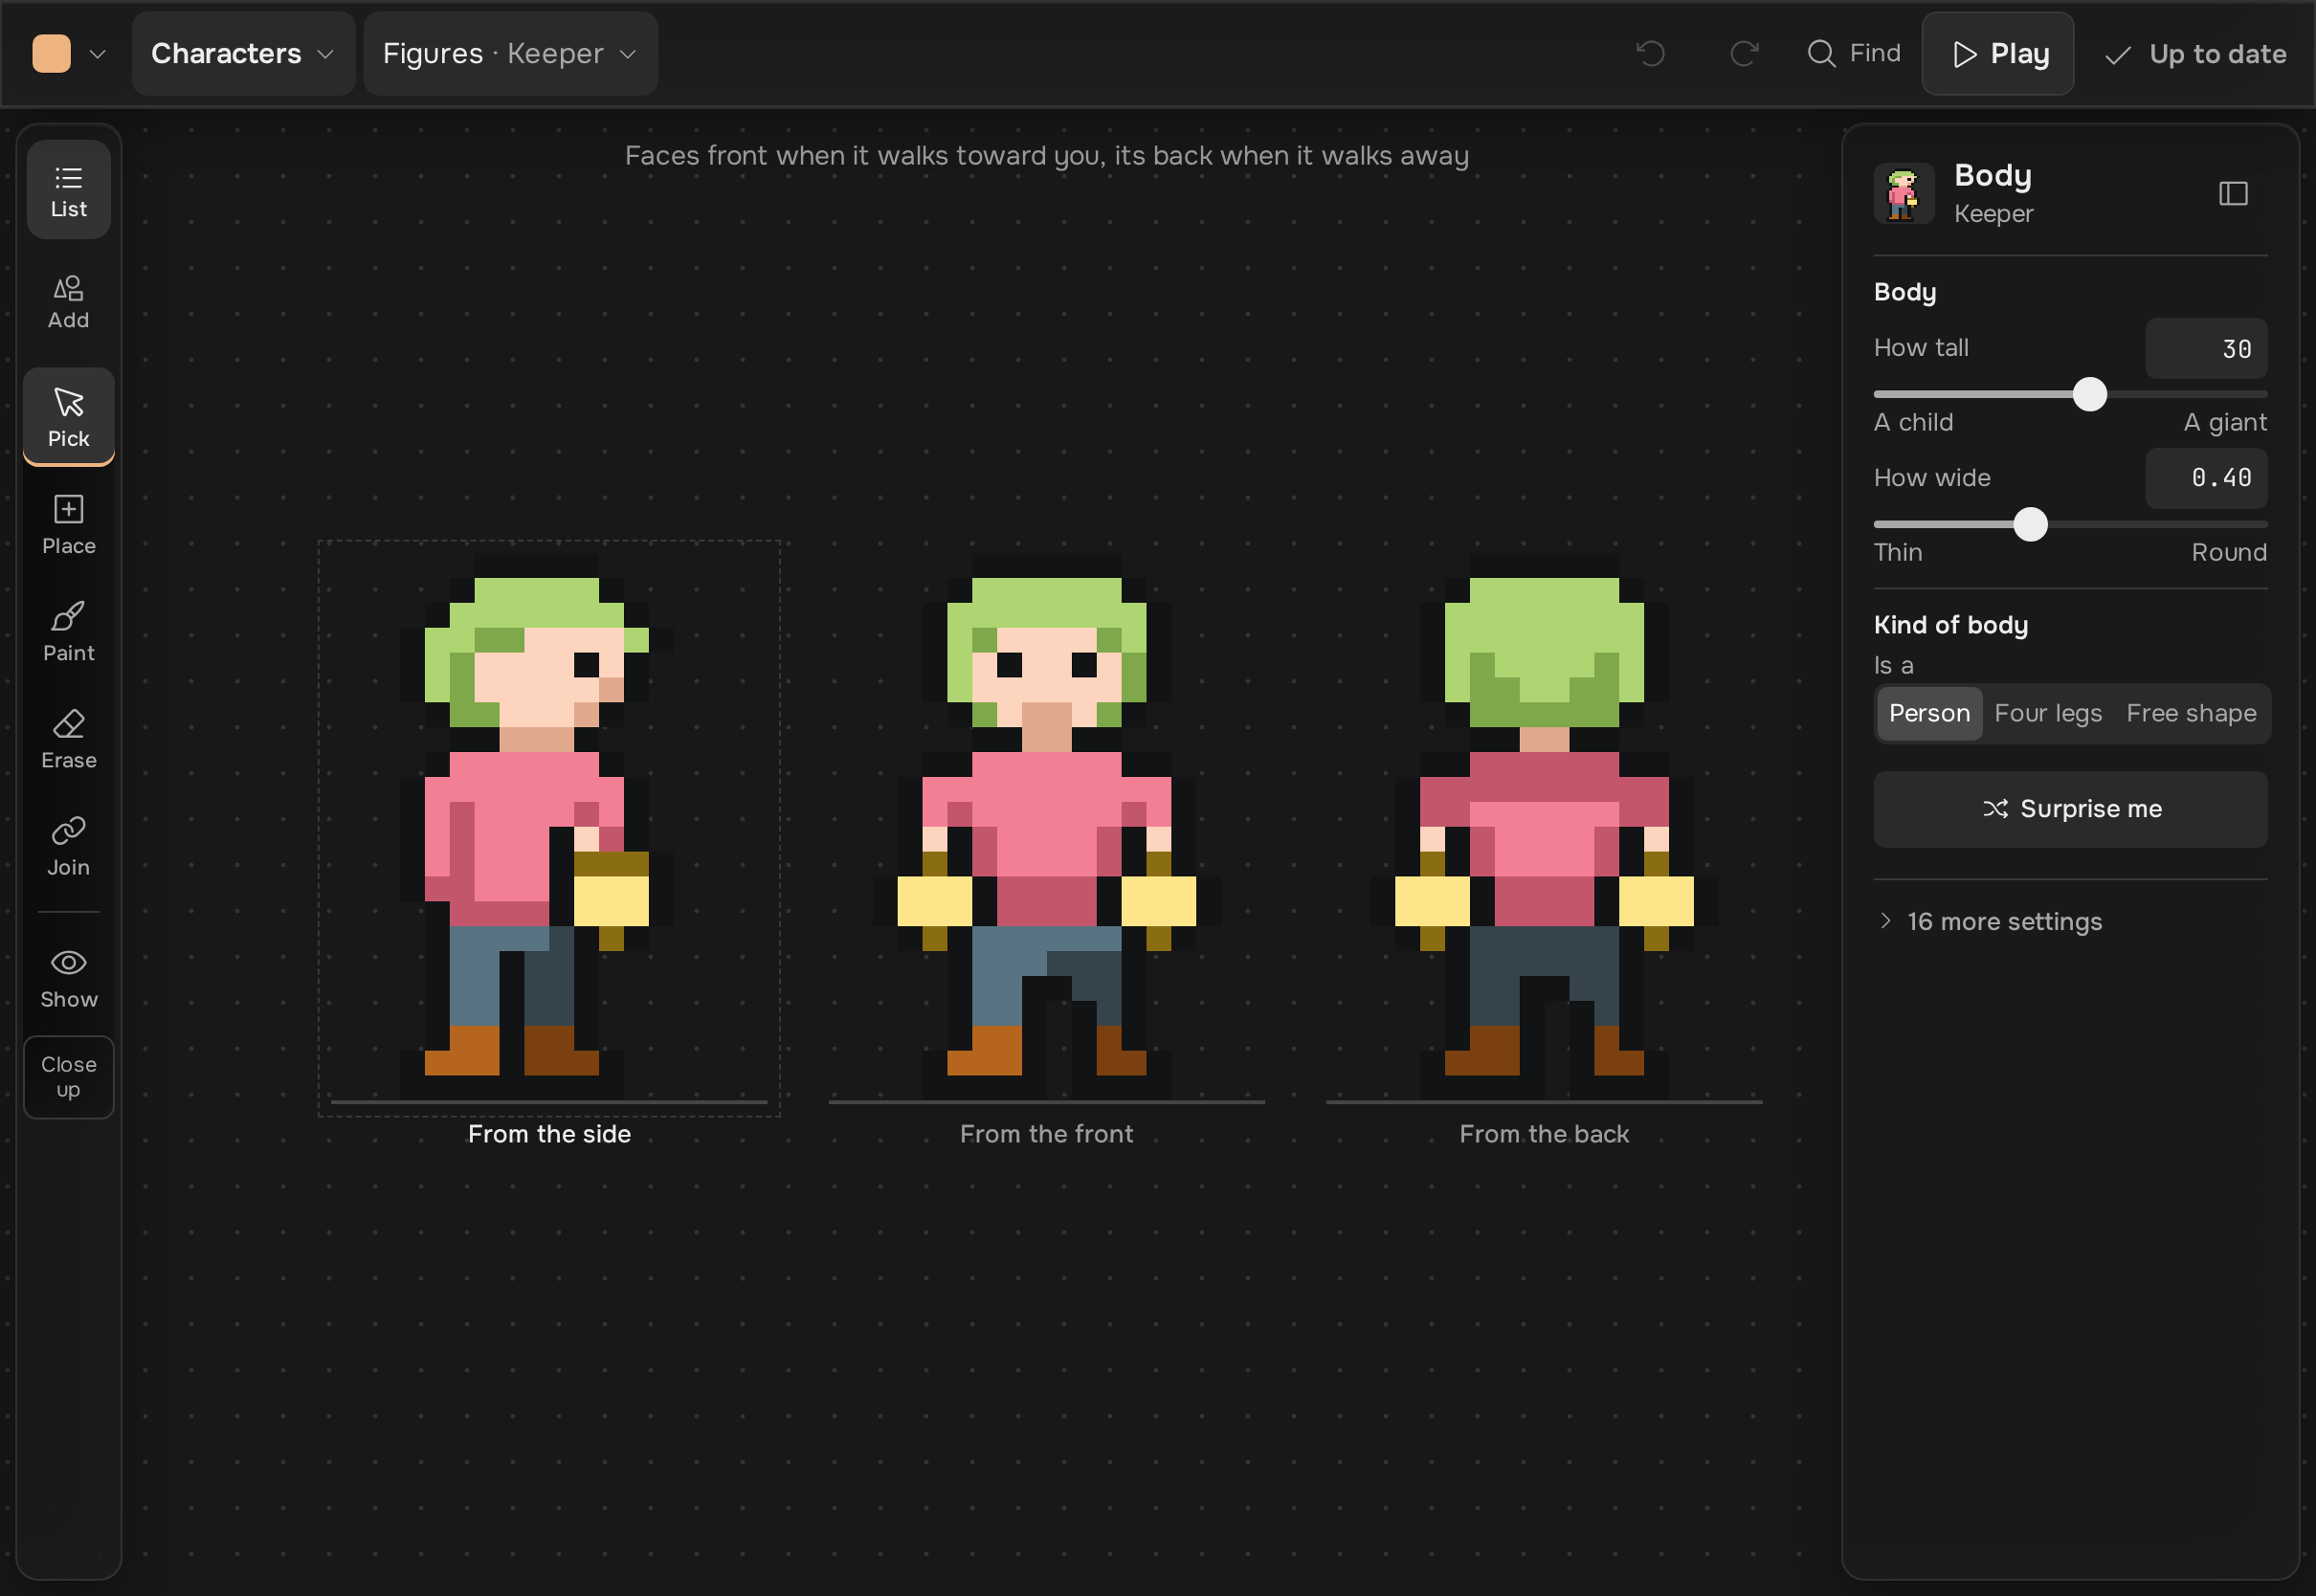 Characters
Figures · Keeper
Find
Play
Up to date
List
Add
Pick
Place
Paint
Erase
Join
Show
Close
up
Faces front when it walks toward you, its back when it walks away
From the side
From the front
From the back
Body
Keeper
Body
How tall
30
A child
A giant
How wide
0.40
Thin
Round
Kind of body
Is a
Person
Four legs
Free shape
Surprise me
16 more settings